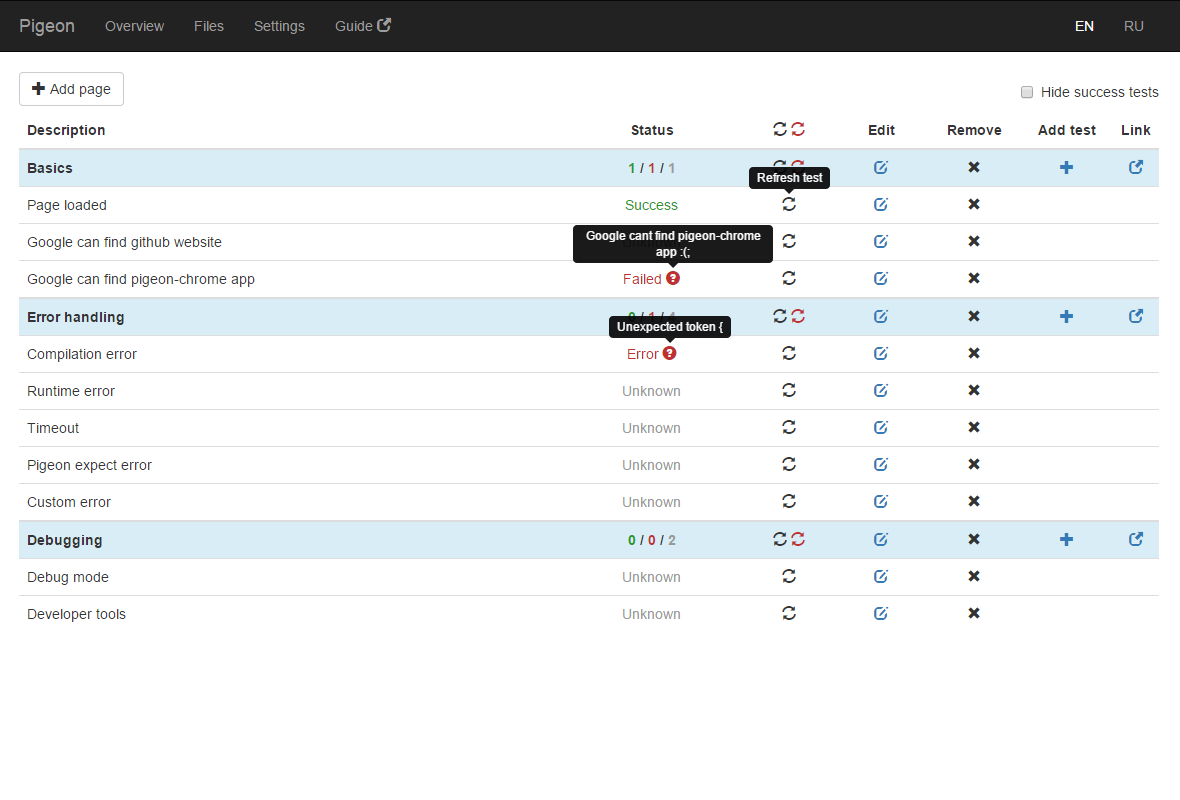 Pigeon Overview Files Settings Guide EN RU
Add page
Hide success tests
Description Status Edit Remove Add test Link
Basics 1 / 1 / 1
Refresh test
Page loaded Success
Google can find github website
Google cant find pigeon-chrome
app :(;
Google can find pigeon-chrome app Failed
Error handling
Unexpected token {
Compilation error Error
Runtime error Unknown
Timeout Unknown
Pigeon expect error Unknown
Custom error Unknown
Debugging 0 / 0 / 2
Debug mode Unknown
Developer tools Unknown